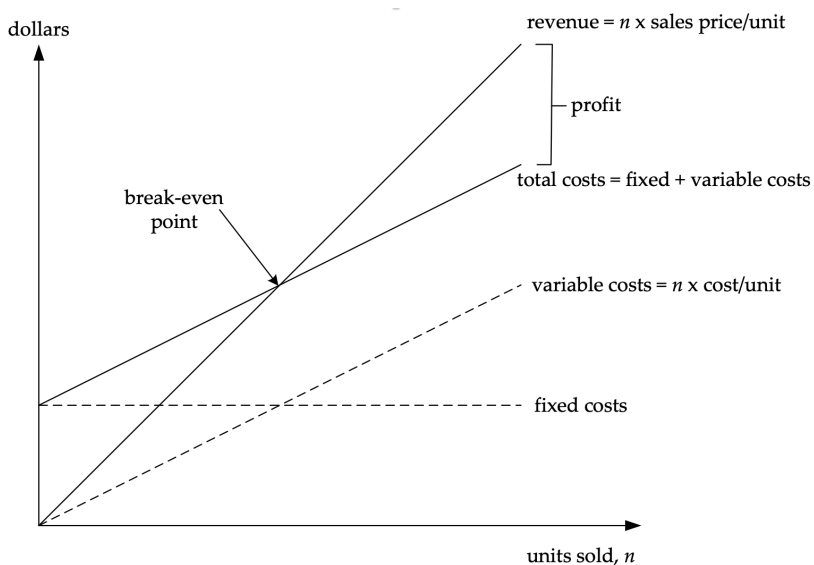 dollars
revenue = n x sales price/unit
profit
total costs = fixed + variable costs
break-even
point
variable costs = n x cost/unit
fixed costs
units sold, n